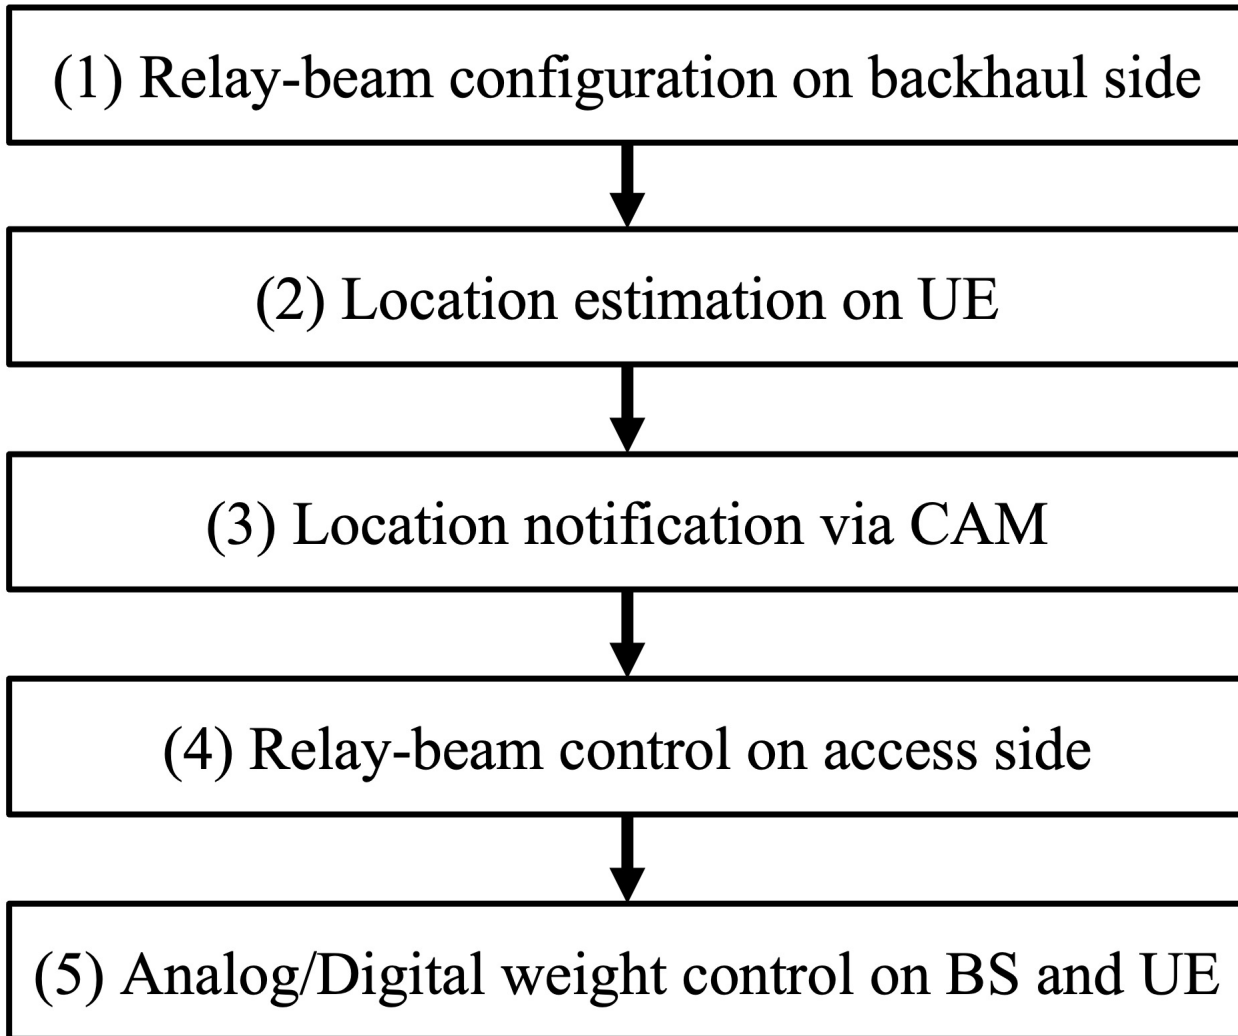 (1) Relay-beam configuration on backhaul side
(2) Location estimation on UE
(3) Location notification via CAM
(4) Relay-beam control on access side
(5) Analog/Digital weight control on BS and UE